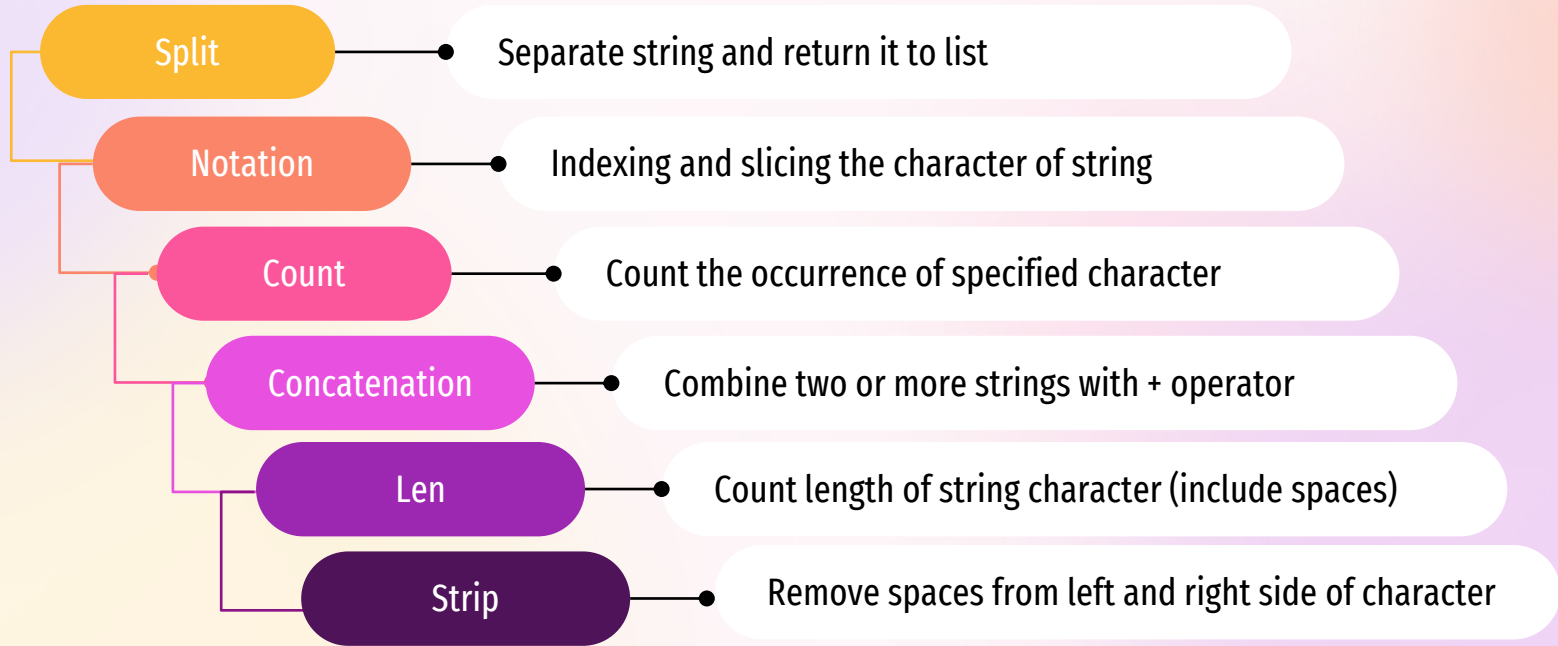 Split
Separate string and return it to list
Notation
Indexing and slicing the character of string
Count
Count the occurrence of specified character
Concatenation
Combine two or more strings with + operator
Len
Count length of string character (include spaces)
Strip
Remove spaces from left and right side of character